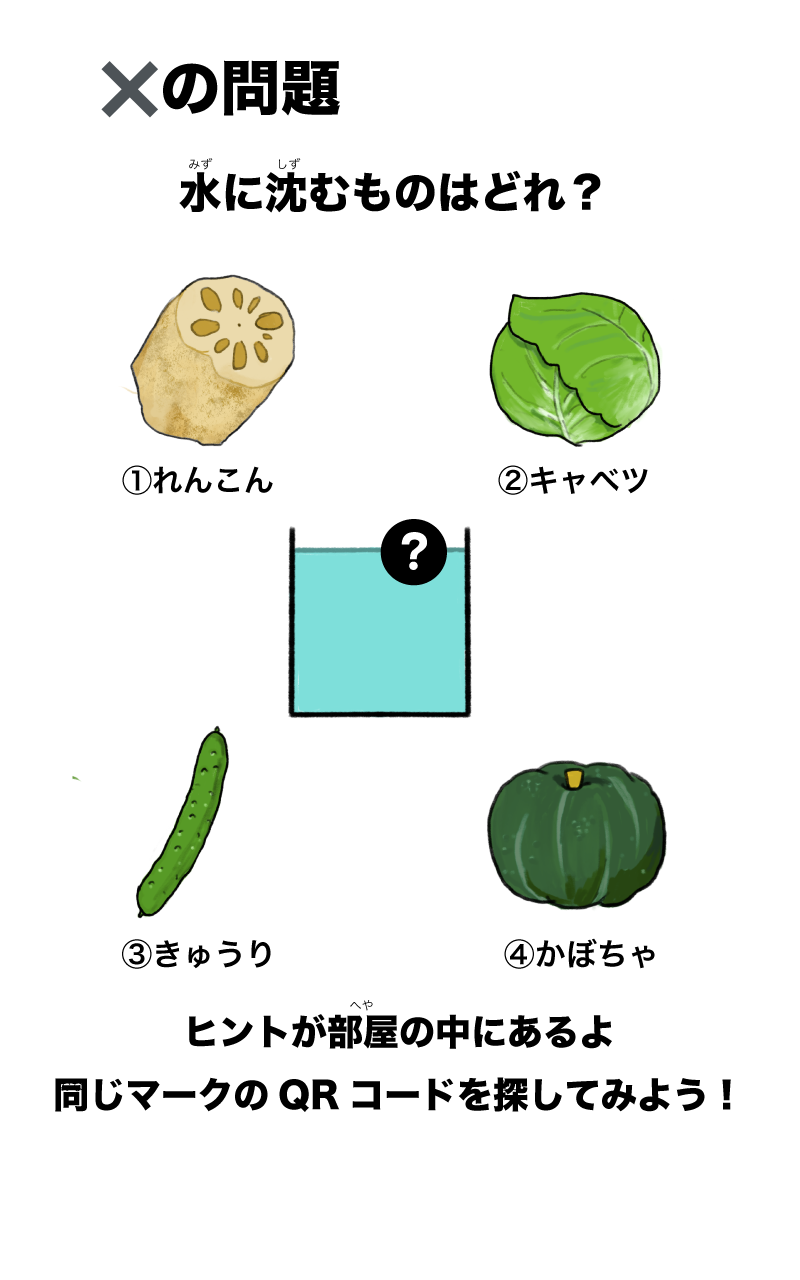 ✕の問題
みず しず
水に沈むものはどれ？
①れんこん
②キャベツ
?
③きゅうり
④かぼちゃ
へや
ヒントが部屋の中にあるよ
同じマークの QR コードを探してみよう！